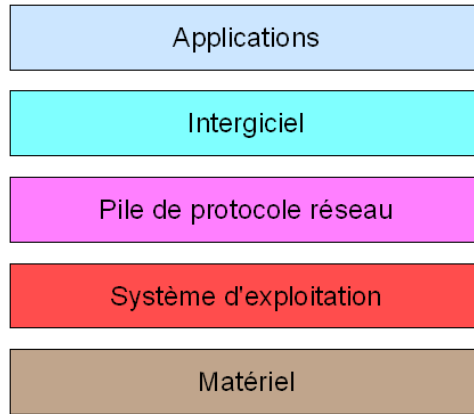 Applications
Intergiciel
Pile de protocole réseau
Système d'exploitation
Matériel